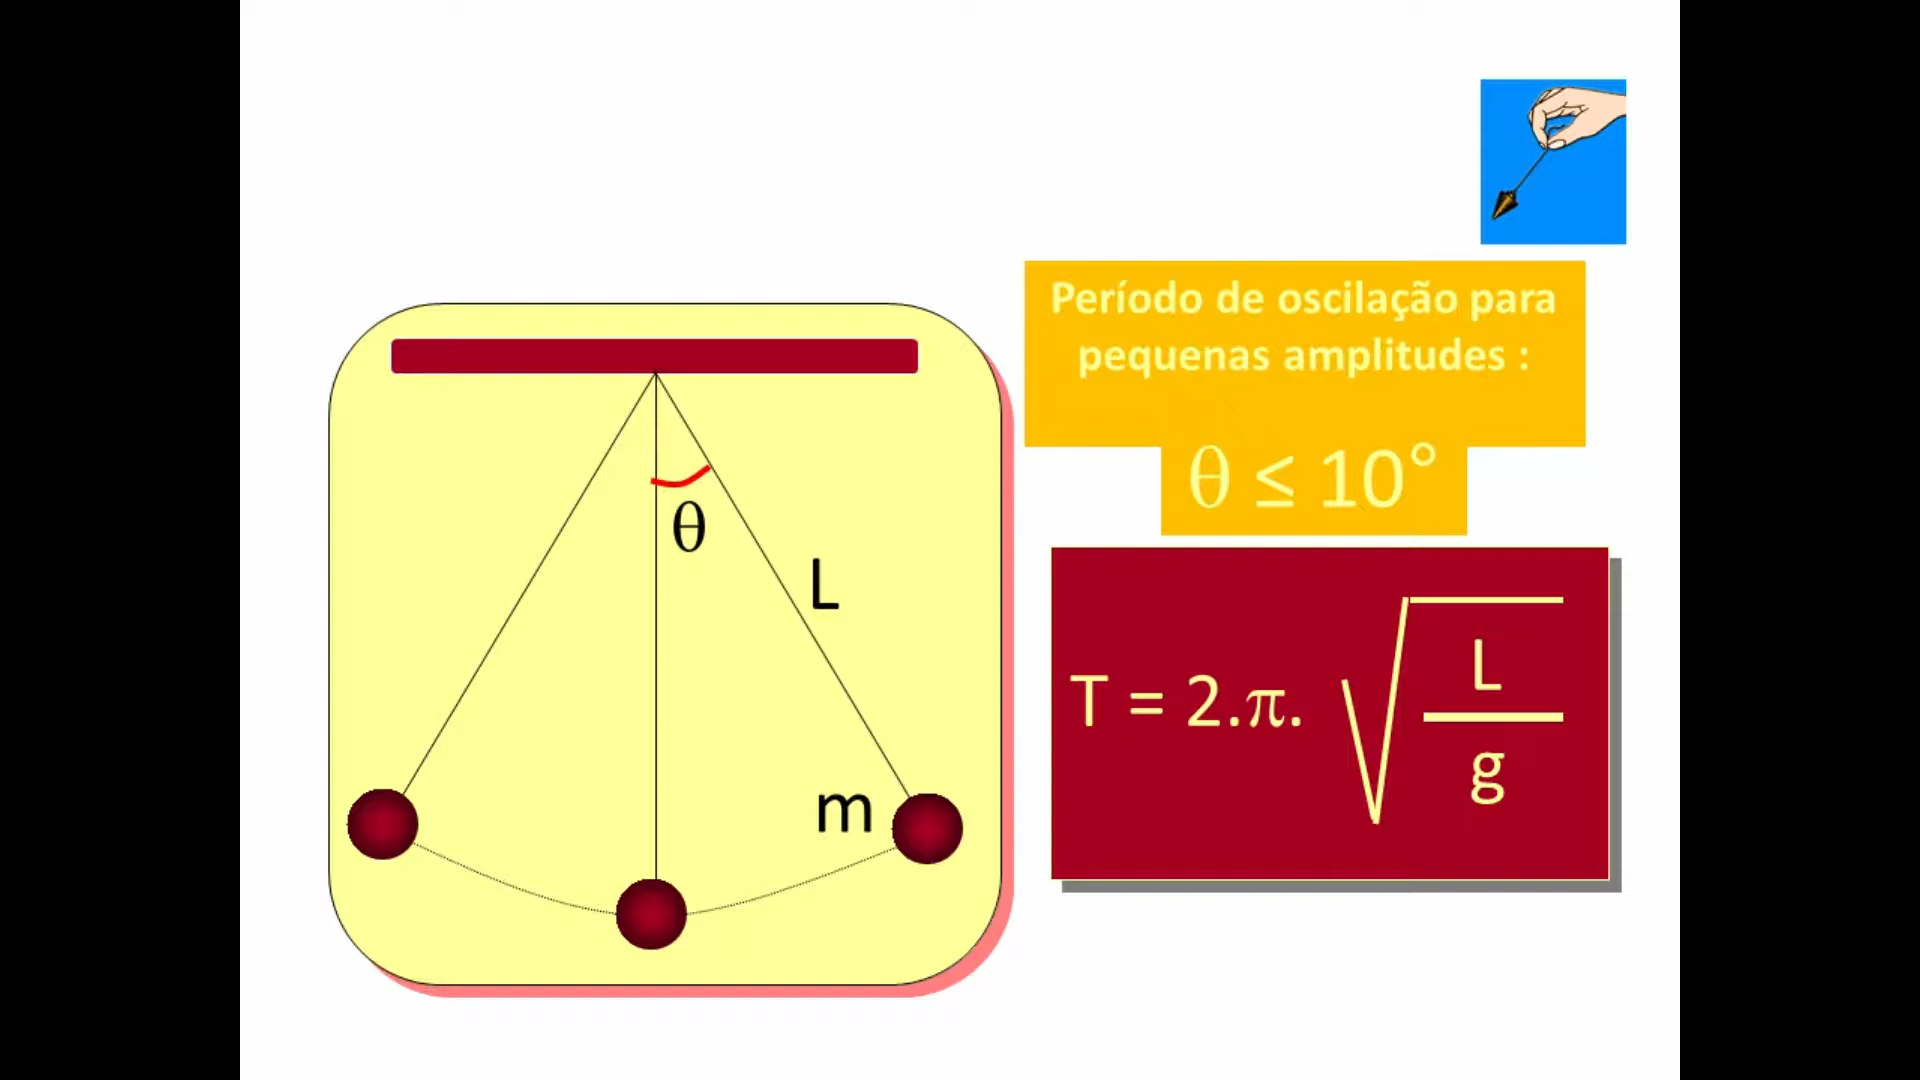 Período de oscilação para
pequenas amplitudes :
θ ≤ 10°
θ
L
m
T = 2.π. √
L
g